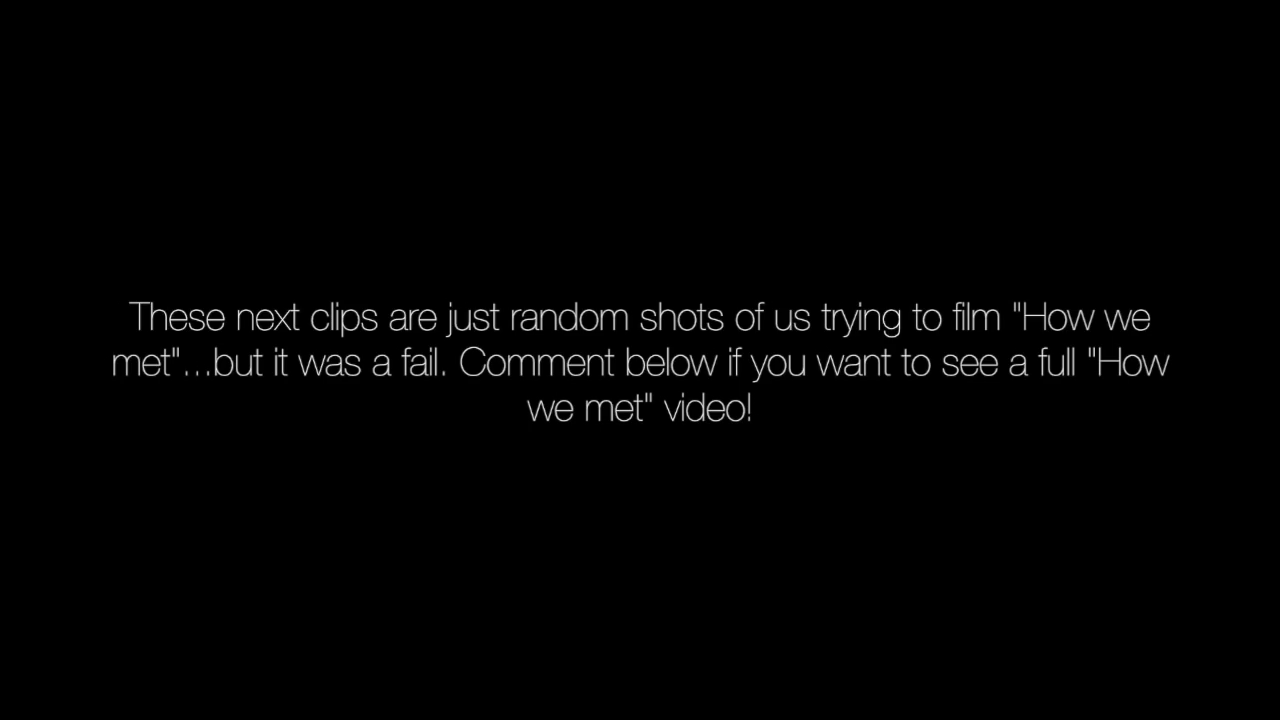 These next clips are just random shots of us trying to film "How we
met"...but it was a fail. Comment below if you want to see a full "How
we met" video!